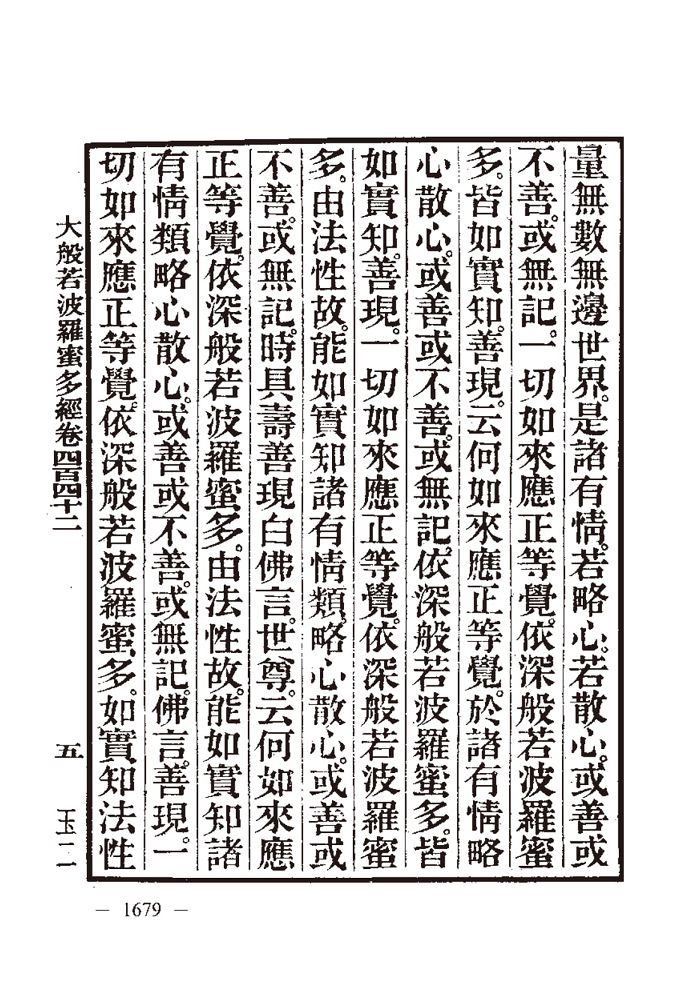 量無數無邊世界。是諸有情。若略心。若散心。或善或
不善。或無記。一切如來應正等覺。依深般若波羅蜜
多。皆如實知。善現。云何如來應正等覺。於諸有情略
心散心。或善或不善。或無記。依深般若波羅蜜多。皆
如實知。善現。一切如來應正等覺。依深般若波羅蜜
多。由法性故。能如實知諸有情類。略心散心。或善或
不善。或無記。時具壽善現白佛言。世尊。云何如來應
正等覺。依深般若波羅蜜多。由法性故。能如實知諸
有情類略心散心。或善或不善。或無記。佛言。善現。一
切如來應正等覺。依深般若波羅蜜多。如實知法性
大般若波羅蜜多經卷四百四十二 五 玉二
— 1679 —